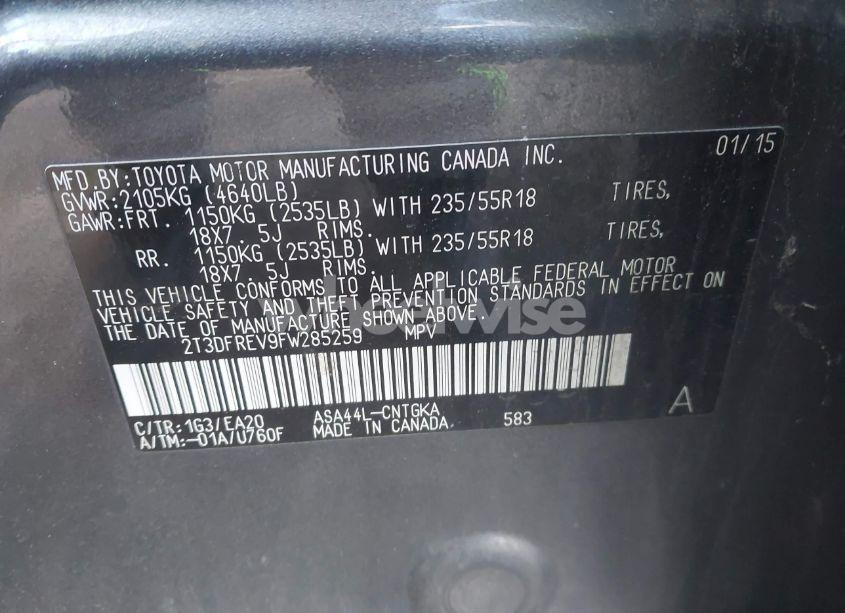 MFD.BY:TOYOTA MOTOR MANUFACTURING CANADA INC. 01/15
GVWR:2105KG (4640LB)
GAWR:FRT. 1150KG (2535LB) WITH 235/55R18 TIRES,
18X7.5J RIMS.
RR. 1150KG (2535LB) WITH 235/55R18 TIRES,
18X7.5J RIMS.
THIS VEHICLE CONFORMS TO ALL APPLICABLE FEDERAL MOTOR
VEHICLE SAFETY AND THEFT PREVENTION STANDARDS IN EFFECT ON
THE DATE OF MANUFACTURE SHOWN ABOVE.
2T3DFREV9FW285259 MPV
C/TR:1G3/EA20 ASA44L-CNTGKA 583 A
A/TM:-01A/U760F MADE IN CANADA.